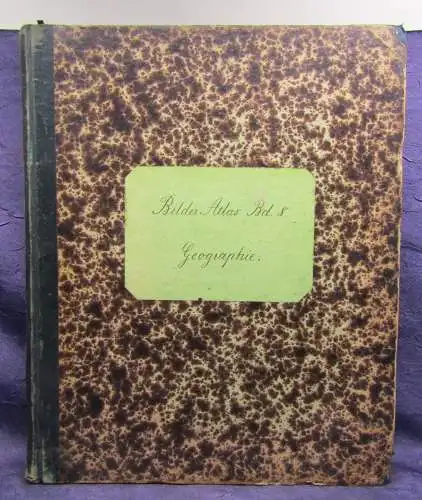 Bilder Atlas Bd. 8
Geographie.